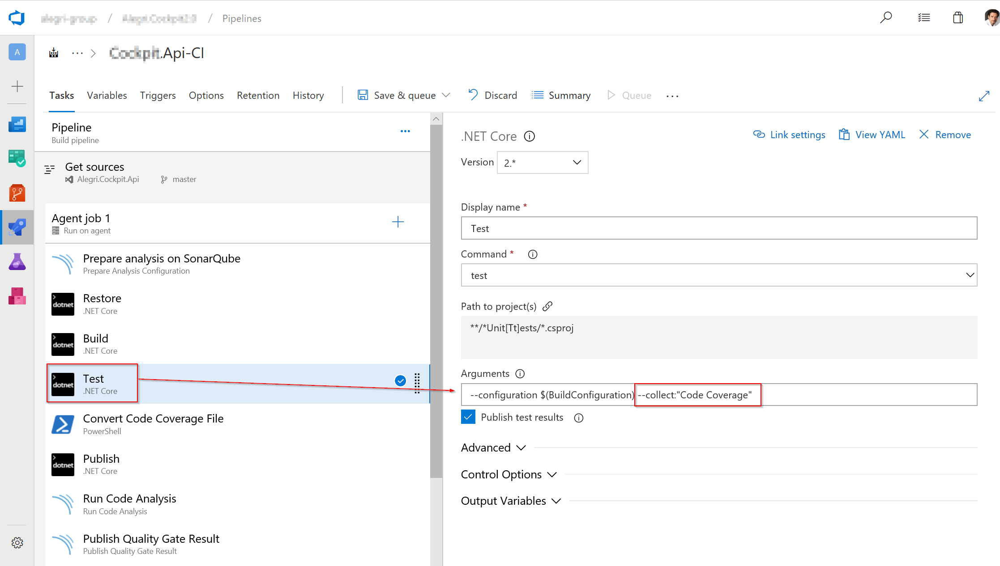 / / Pipelines
A
... > .Api-CI
Tasks Variables Triggers Options Retention History Save & queue Discard Summary Queue ...
Pipeline
Build pipeline
Get sources
Alegri.Cockpit.Api master
Agent job 1
Run on agent
Prepare analysis on SonarQube
Prepare Analysis Configuration
> dotnet
Restore
.NET Core
> dotnet
Build
.NET Core
> dotnet
Test
.NET Core
Convert Code Coverage File
PowerShell
> dotnet
Publish
.NET Core
Run Code Analysis
Run Code Analysis
Publish Quality Gate Result
Publish Quality Gate Result
.NET Core
Link settings View YAML Remove
Version 2.*
Display name *
Test
Command *
test
Path to project(s)
**/*Unit[Tt]ests/*.csproj
Arguments
--configuration $(BuildConfiguration) --collect:"Code Coverage"
Publish test results
Advanced
Control Options
Output Variables